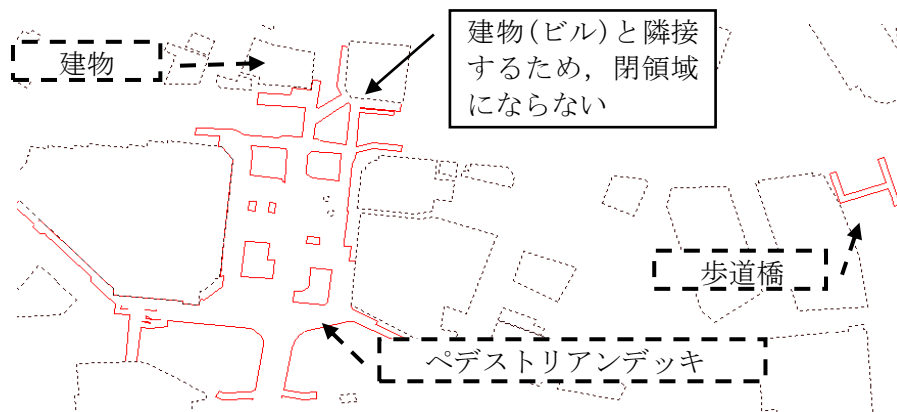 建物
建物(ビル)と隣接
するため，閉領域
にならない
歩道橋
ペデストリアンデッキ